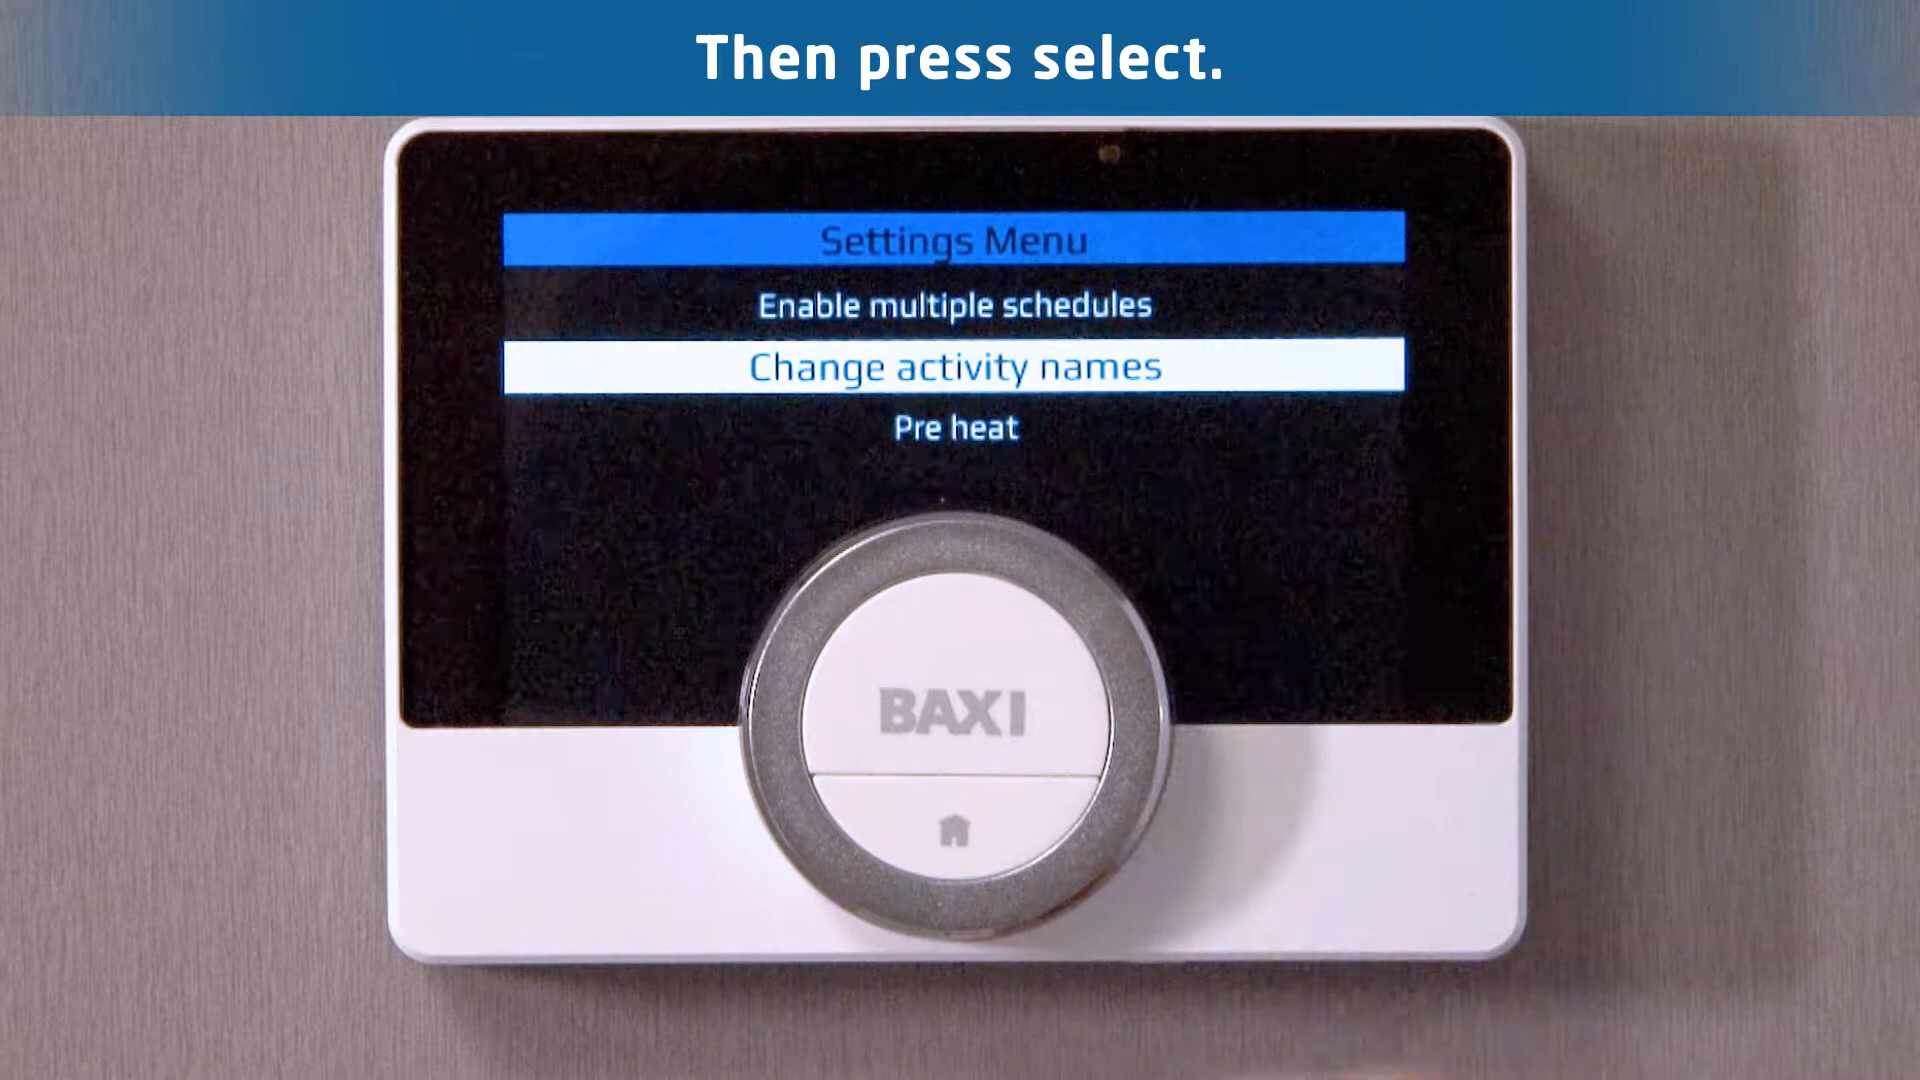 Then press select.
Settings Menu
Enable multiple schedules
Change activity names
Pre heat
BAXI